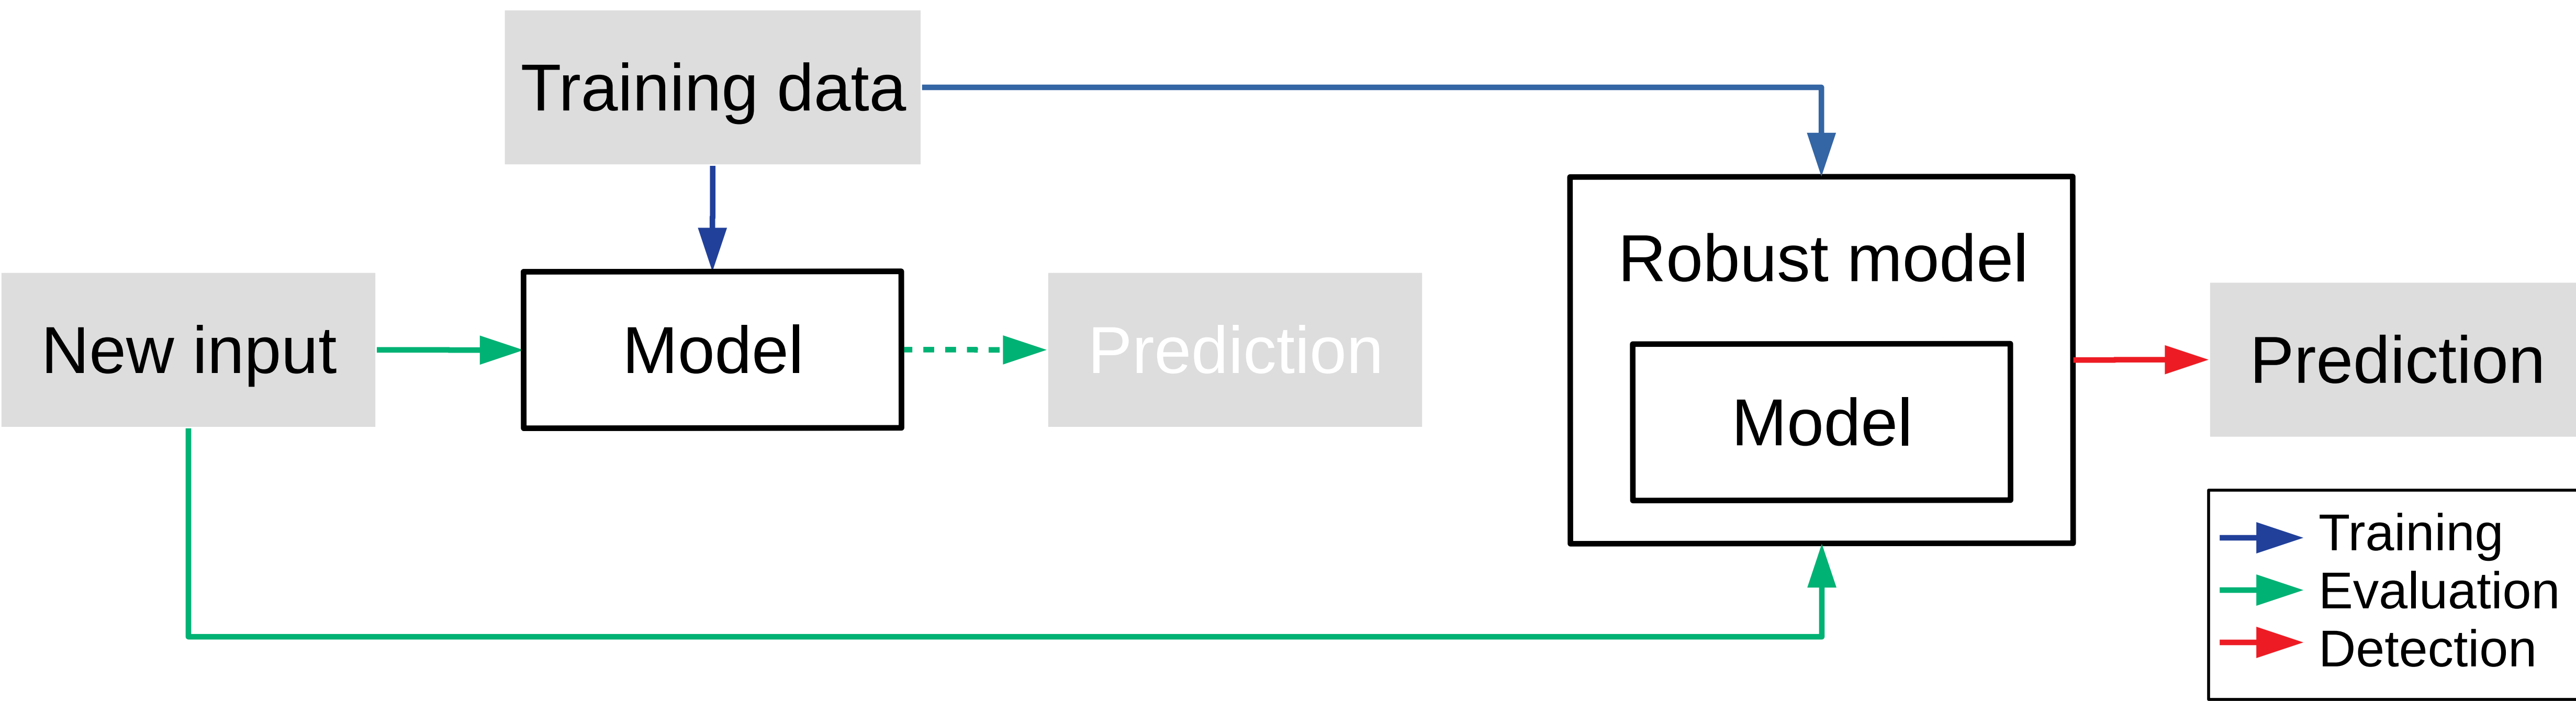 Training data
New input
Model
Prediction
Robust model
Model
Prediction
Training
Evaluation
Detection